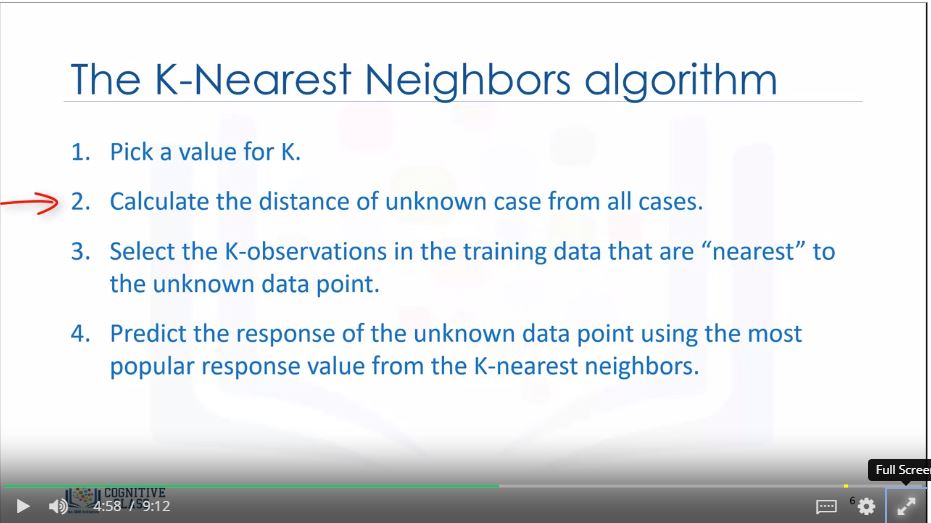 The K-Nearest Neighbors algorithm
1. Pick a value for K.
2. Calculate the distance of unknown case from all cases.
3. Select the K-observations in the training data that are “nearest” to
the unknown data point.
4. Predict the response of the unknown data point using the most
popular response value from the K-nearest neighbors.
Full Screen
COGNITIVE
4:58 / 9:12
6